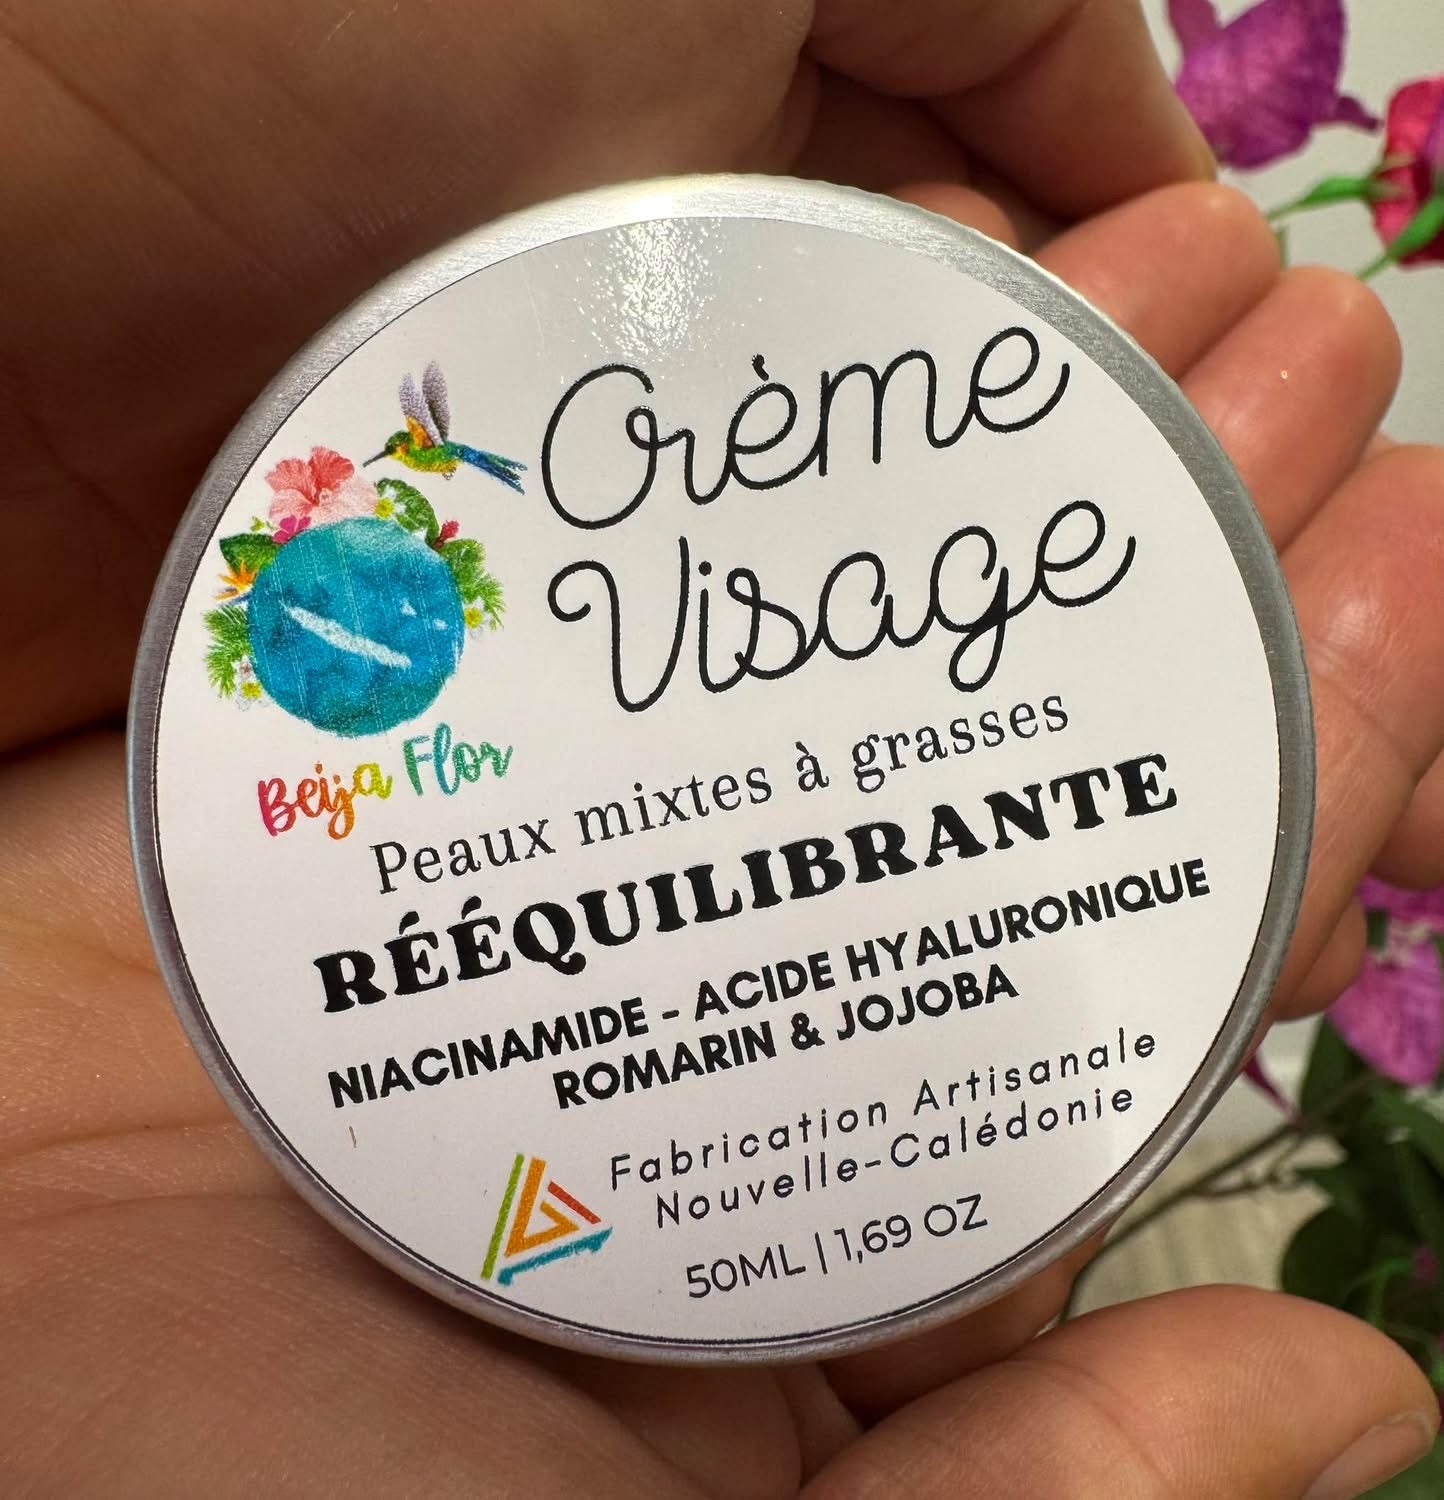 Crème
Visage
Beija Flor
Peaux mixtes à grasses
RÉÉQUILIBRANTE
NIACINAMIDE - ACIDE HYALURONIQUE
ROMARIN & JOJOBA
Fabrication Artisanale
Nouvelle-Calédonie
50ML | 1,69 OZ